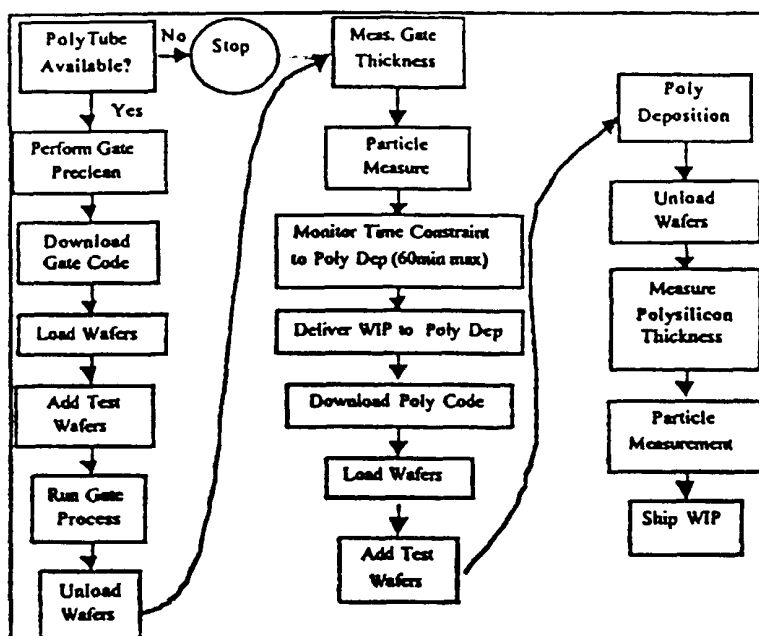 Poly Tube
Available?
No
Stop
Yes
Perform Gate
Preclean
Download
Gate Code
Load Wafers
Add Test
Wafers
Run Gate
Process
Unload
Wafers
Meas. Gate
Thickness
Particle
Measure
Monitor Time Constraint
to Poly Dep (60min max)
Deliver WIP to Poly Dep
Download Poly Code
Load Wafers
Add Test
Wafers
Poly
Deposition
Unload
Wafers
Measure
Polysilicon
Thickness
Particle
Measurement
Ship WIP